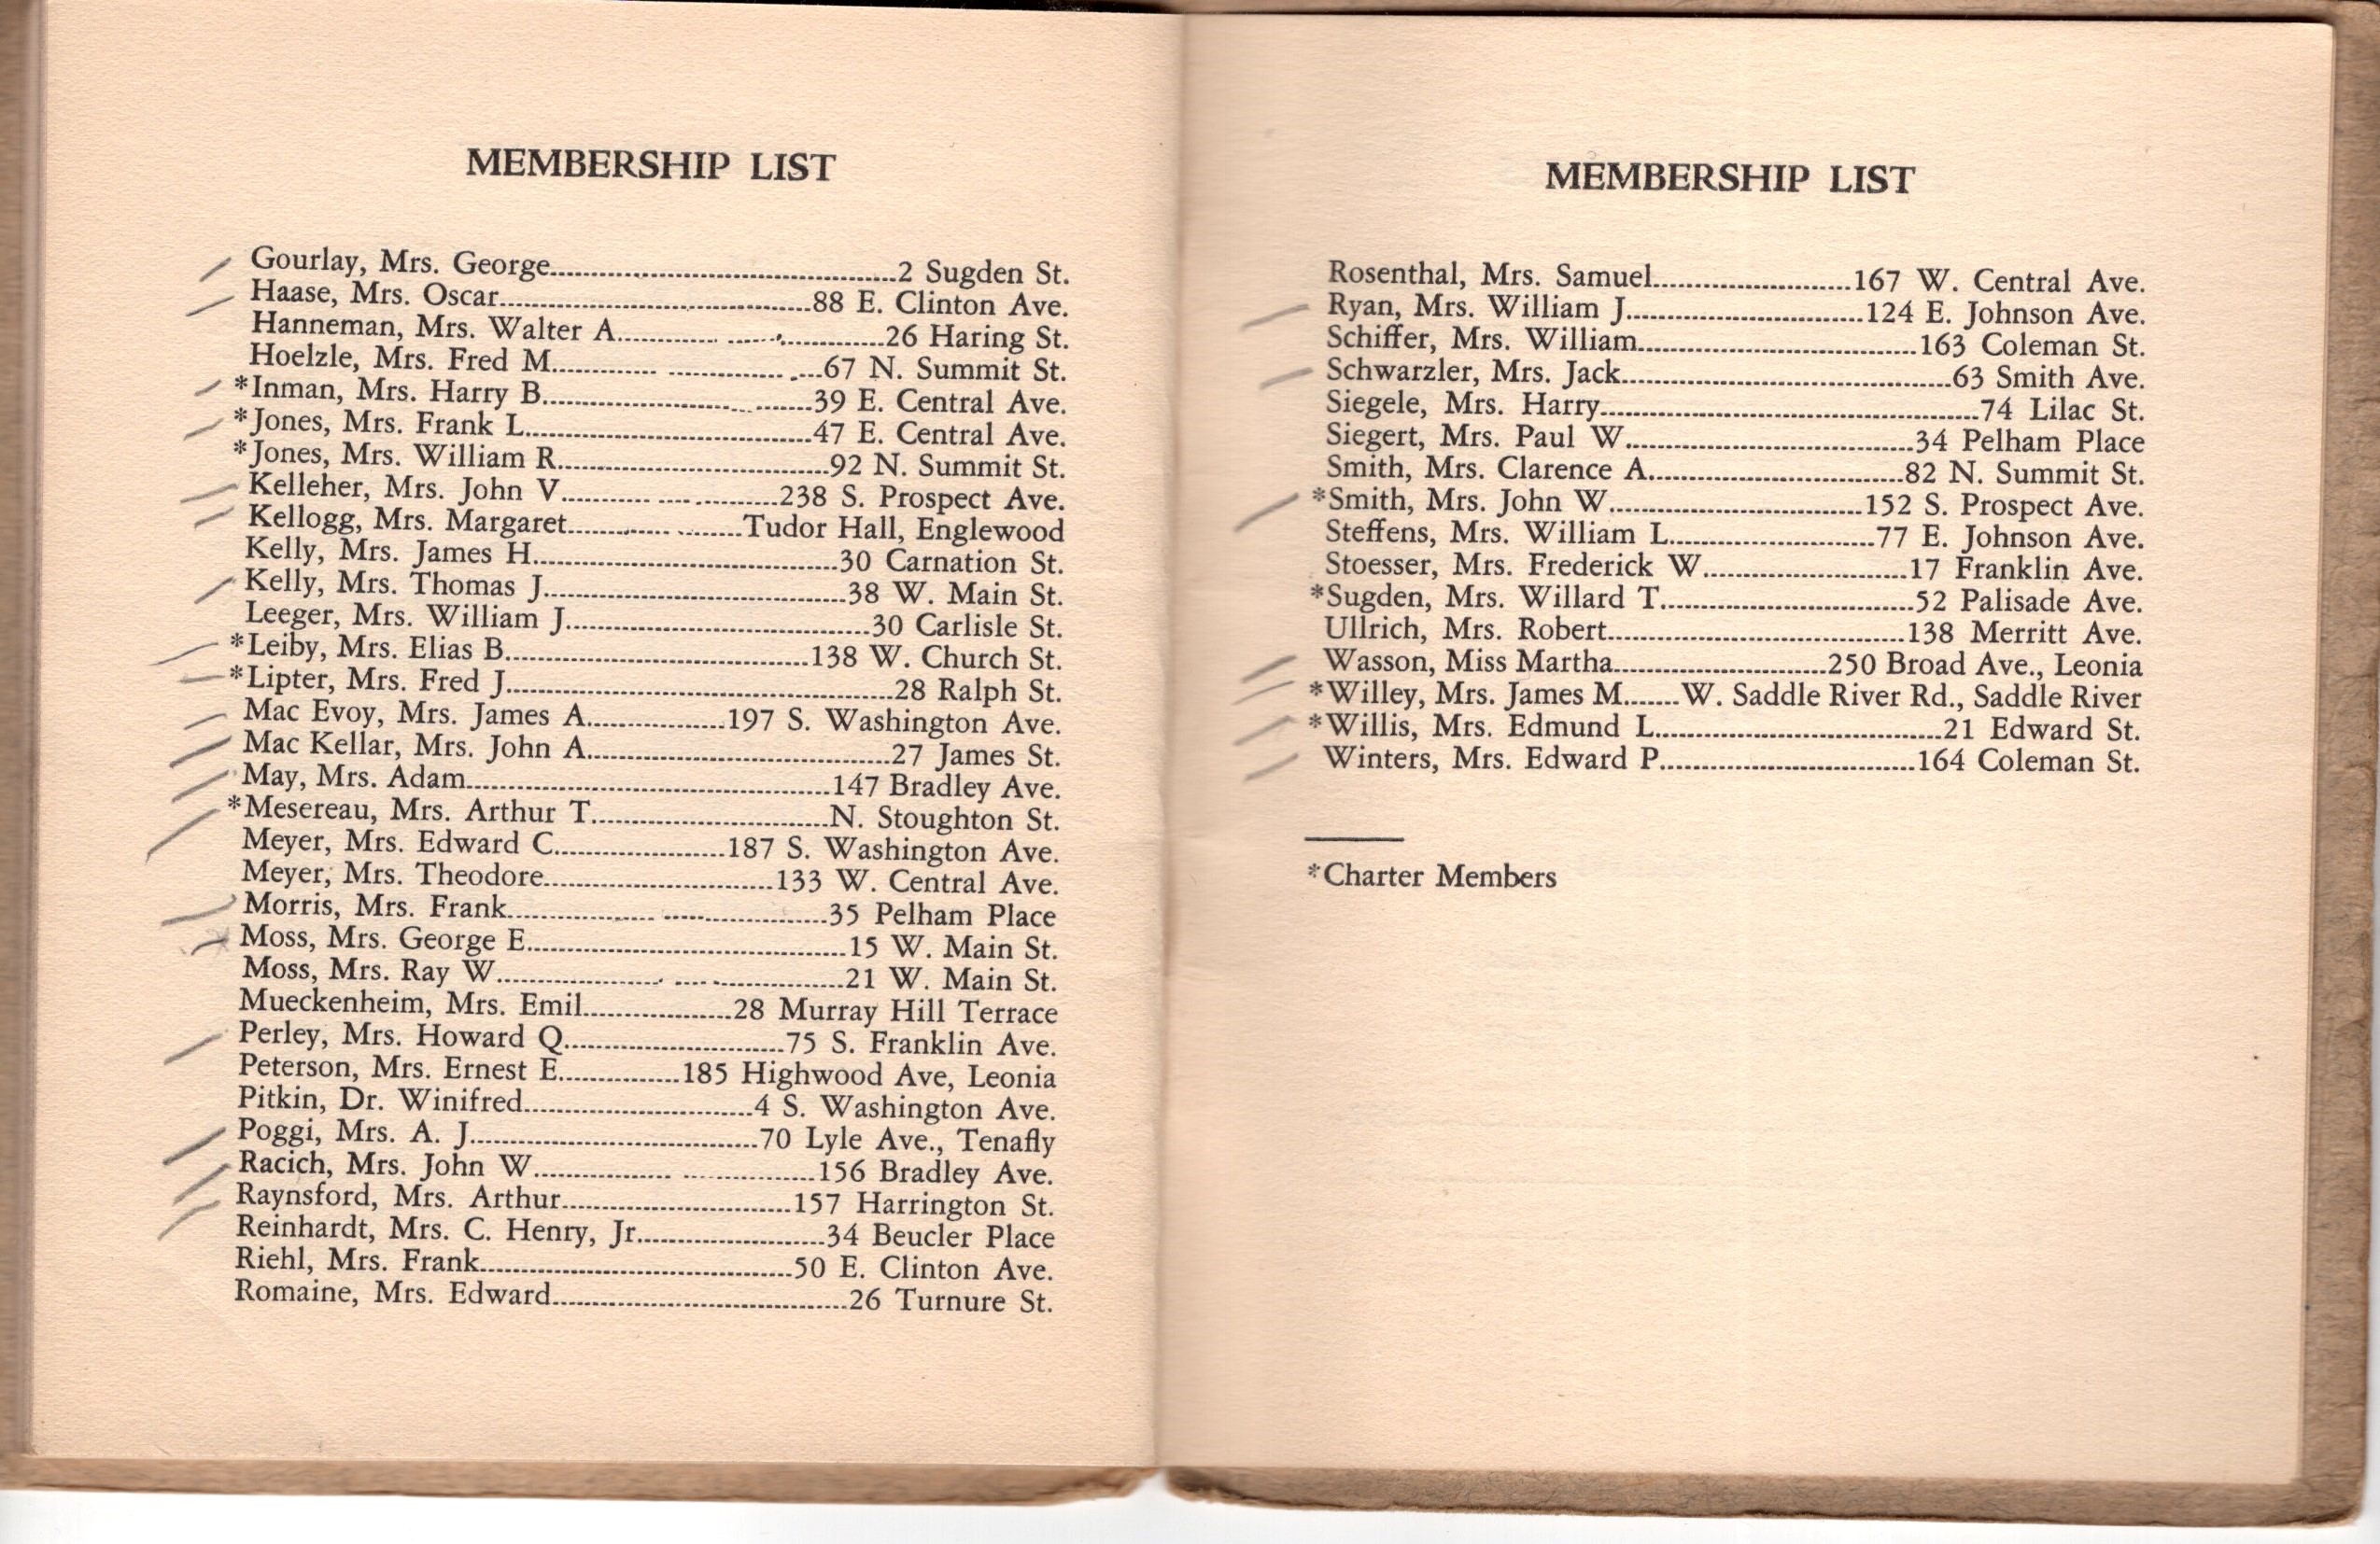 MEMBERSHIP LIST
Gourlay, Mrs. George 2 Sugden St.
Haase, Mrs. Oscar 88 E. Clinton Ave.
Hanneman, Mrs. Walter A. 26 Haring St.
Hoelzle, Mrs. Fred M. 67 N. Summit St.
*Inman, Mrs. Harry B. 39 E. Central Ave.
*Jones, Mrs. Frank L. 47 E. Central Ave.
*Jones, Mrs. William R. 92 N. Summit St.
Kelleher, Mrs. John V. 238 S. Prospect Ave.
Kellogg, Mrs. Margaret Tudor Hall, Englewood
Kelly, Mrs. James H. 30 Carnation St.
Kelly, Mrs. Thomas J. 38 W. Main St.
Leeger, Mrs. William J. 30 Carlisle St.
*Leiby, Mrs. Elias B. 138 W. Church St.
*Lipter, Mrs. Fred J. 28 Ralph St.
Mac Evoy, Mrs. James A. 197 S. Washington Ave.
Mac Kellar, Mrs. John A. 27 James St.
May, Mrs. Adam 147 Bradley Ave.
*Mesereau, Mrs. Arthur T. N. Stoughton St.
Meyer, Mrs. Edward C. 187 S. Washington Ave.
Meyer, Mrs. Theodore 133 W. Central Ave.
Morris, Mrs. Frank 35 Pelham Place
Moss, Mrs. George E. 15 W. Main St.
Moss, Mrs. Ray W. 21 W. Main St.
Mueckenheim, Mrs. Emil 28 Murray Hill Terrace
Perley, Mrs. Howard Q. 75 S. Franklin Ave.
Peterson, Mrs. Ernest E. 185 Highwood Ave, Leonia
Pitkin, Dr. Winifred 4 S. Washington Ave.
Poggi, Mrs. A. J. 70 Lyle Ave., Tenafly
Racich, Mrs. John W. 156 Bradley Ave.
Raynsford, Mrs. Arthur 157 Harrington St.
Reinhardt, Mrs. C. Henry, Jr. 34 Beucler Place
Riehl, Mrs. Frank 50 E. Clinton Ave.
Romaine, Mrs. Edward 26 Turnure St.
MEMBERSHIP LIST
Rosenthal, Mrs. Samuel 167 W. Central Ave.
Ryan, Mrs. William J. 124 E. Johnson Ave.
Schiffer, Mrs. William 163 Coleman St.
Schwarzler, Mrs. Jack 63 Smith Ave.
Siegele, Mrs. Harry 74 Lilac St.
Siegert, Mrs. Paul W. 34 Pelham Place
Smith, Mrs. Clarence A. 82 N. Summit St.
*Smith, Mrs. John W. 152 S. Prospect Ave.
Steffens, Mrs. William L. 77 E. Johnson Ave.
Stoesser, Mrs. Frederick W. 17 Franklin Ave.
*Sugden, Mrs. Willard T. 52 Palisade Ave.
Ullrich, Mrs. Robert 138 Merritt Ave.
Wasson, Miss Martha 250 Broad Ave., Leonia
*Willey, Mrs. James M. W. Saddle River Rd., Saddle River
*Willis, Mrs. Edmund L. 21 Edward St.
Winters, Mrs. Edward P. 164 Coleman St.
*Charter Members